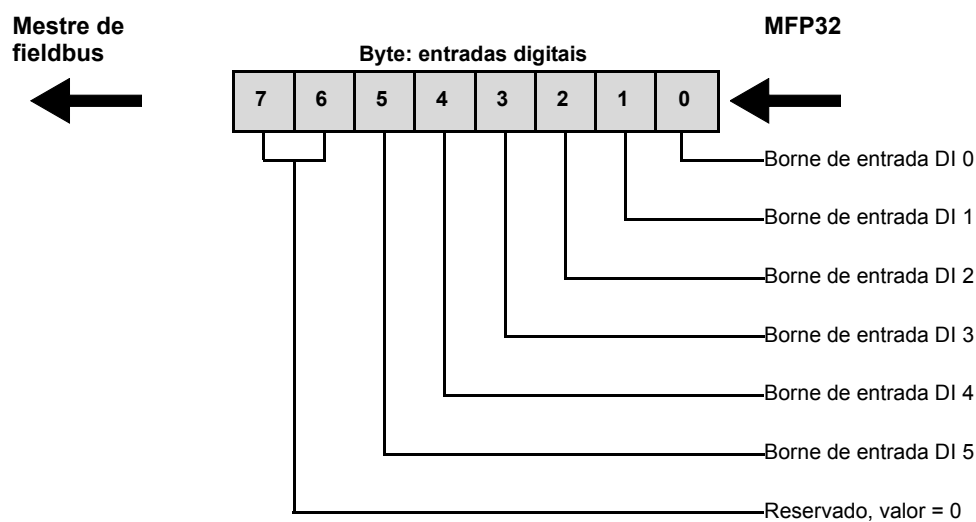 Mestre de
fieldbus
MFP32
Byte: entradas digitais
7 6 5 4 3 2 1 0
Borne de entrada DI 0
Borne de entrada DI 1
Borne de entrada DI 2
Borne de entrada DI 3
Borne de entrada DI 4
Borne de entrada DI 5
Reservado, valor = 0